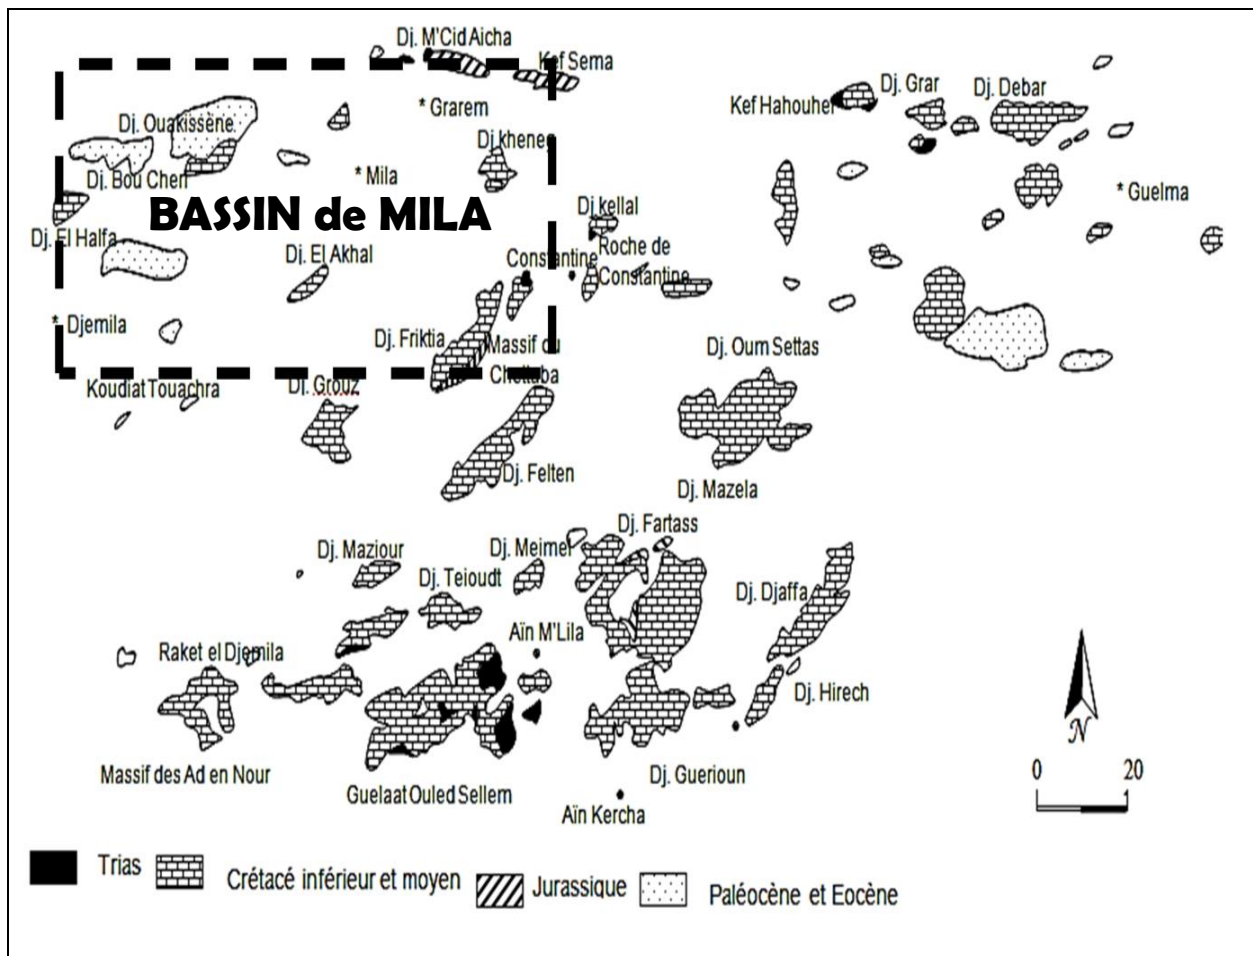 Dj. M'Cid Aicha
Kef Sema
* Grarem
Dj. Ouakissène
Dj kheneg
Kef Hahouhet
Dj. Grar
Dj. Debar
* Mila
Dj. Bou Cherf
* Guelma
BASSIN de MILA
Dj kellal
Dj. El Halfa
Dj. El Akhal
Constantine
Roche de
Constantine
* Djemila
Dj. Friktia
Massif du
Chettaba
Dj. Oum Settas
Koudiat Touachra
Dj. Grouz
Dj. Felten
Dj. Mazela
Dj. Fartass
Dj. Maziour
Dj. Meimel
Dj. Teioudt
Dj. Djaffa
Aïn M'Lila
Raket el Djemila
Dj. Hirech
Massif des Ad en Nour
Guelaat Ouled Sellem
Dj. Guerioun
Aïn Kercha
N
0 20
Trias
Crétacé inférieur et moyen
Jurassique
Paléocène et Eocène